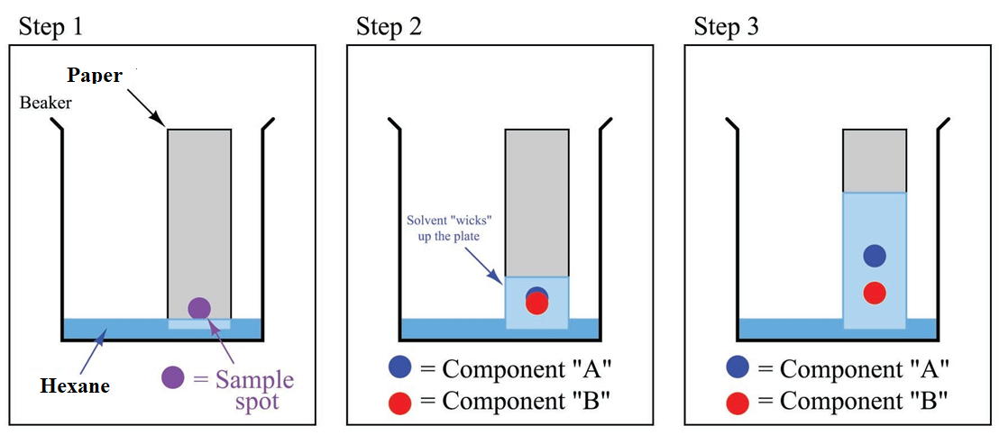 Step 1
Paper
Beaker
Hexane
= Sample
spot
Step 2
Solvent "wicks"
up the plate
= Component "A"
= Component "B"
Step 3
= Component "A"
= Component "B"